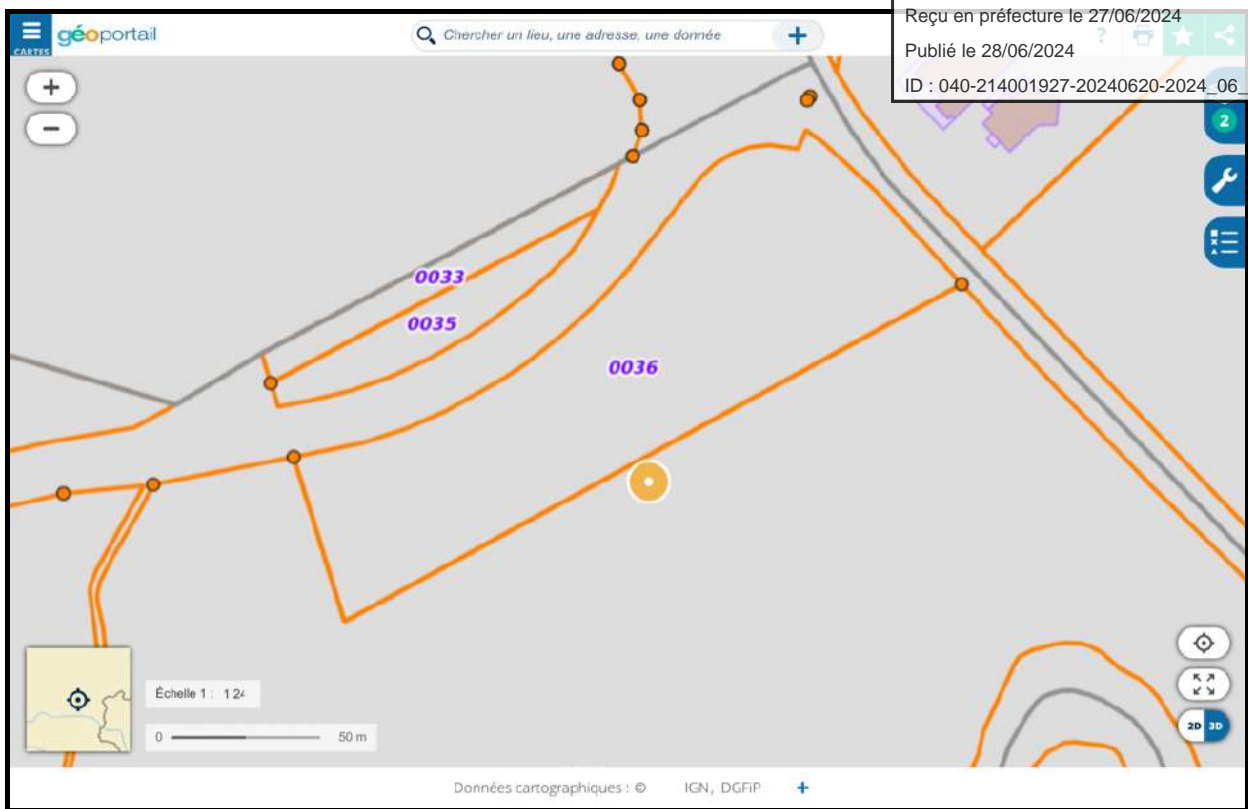 Reçu en préfecture le 27/06/2024
Publié le 28/06/2024
ID : 040-214001927-20240620-2024_06_
CARTES
géoportail
Chercher un lieu, une adresse, une donnée
+
?
2
+
−
0033
0035
0036
Échelle 1 : 124
0 50 m
2D 3D
Données cartographiques : © IGN, DGFiP +